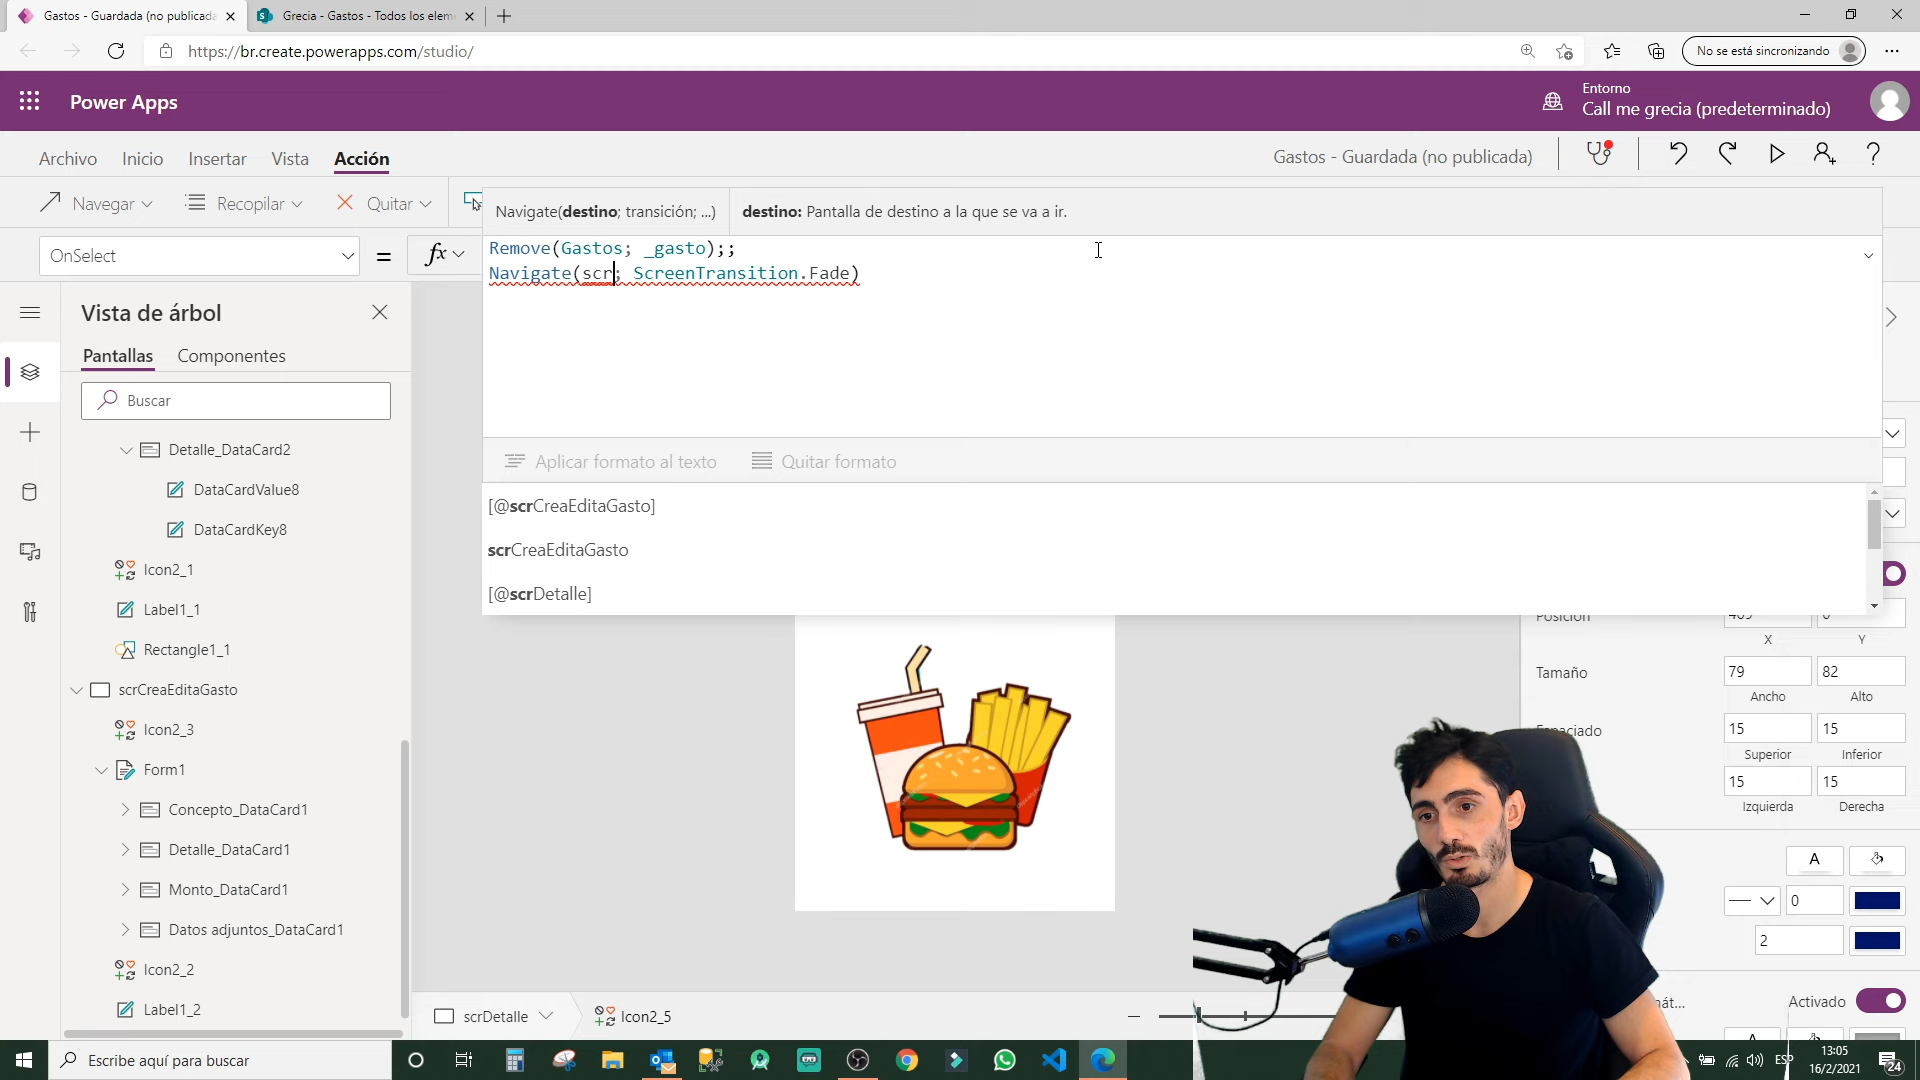 Gastos - Guardada (no publicada
Grecia - Gastos - Todos los elem
https://br.create.powerapps.com/studio/
No se está sincronizando
Power Apps
Entorno
Call me grecia (predeterminado)
Archivo
Inicio
Insertar
Vista
Acción
Gastos - Guardada (no publicada)
Navegar
Recopilar
Quitar
Navigate(destino; transición; ...)
destino: Pantalla de destino a la que se va a ir.
OnSelect
=
fx
Remove(Gastos; _gasto);;
Navigate(scr; ScreenTransition.Fade)
Vista de árbol
Pantallas
Componentes
Buscar
Aplicar formato al texto
Quitar formato
[@scrCreaEditaGasto]
scrCreaEditaGasto
[@scrDetalle]
Detalle_DataCard2
DataCardValue8
DataCardKey8
Icon2_1
Label1_1
Rectangle1_1
scrCreaEditaGasto
Icon2_3
Form1
Concepto_DataCard1
Detalle_DataCard1
Monto_DataCard1
Datos adjuntos_DataCard1
Icon2_2
Label1_2
Posición
X
Y
Tamaño
79
82
Ancho
Alto
15
15
Superior
Inferior
15
15
Izquierda
Derecha
A
0
2
Activado
scrDetalle
Icon2_5
Escribe aquí para buscar
ESP
13:05
16/2/2021
24